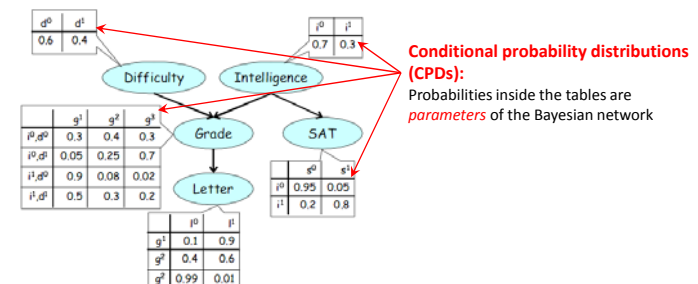 d⁰ d¹
0.6 0.4
i⁰ i¹
0.7 0.3
Conditional probability distributions
(CPDs):
Probabilities inside the tables are
parameters of the Bayesian network
Difficulty Intelligence
g¹ g² g³
i⁰,d⁰ 0.3 0.4 0.3
i⁰,d¹ 0.05 0.25 0.7
i¹,d⁰ 0.9 0.08 0.02
i¹,d¹ 0.5 0.3 0.2
Grade SAT
s⁰ s¹
i⁰ 0.95 0.05
i¹ 0.2 0.8
Letter
l⁰ l¹
g¹ 0.1 0.9
g² 0.4 0.6
g² 0.99 0.01